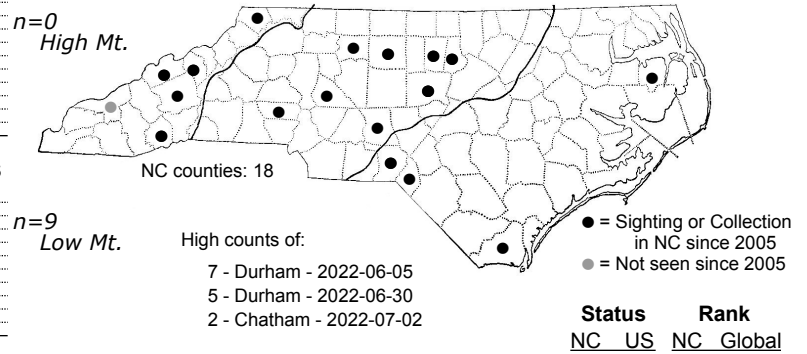 n=0
High Mt.
NC counties: 18
n=9
Low Mt.
High counts of:
7 - Durham - 2022-06-05
5 - Durham - 2022-06-30
2 - Chatham - 2022-07-02
= Sighting or Collection
in NC since 2005
= Not seen since 2005
Status Rank
NC US NC Global